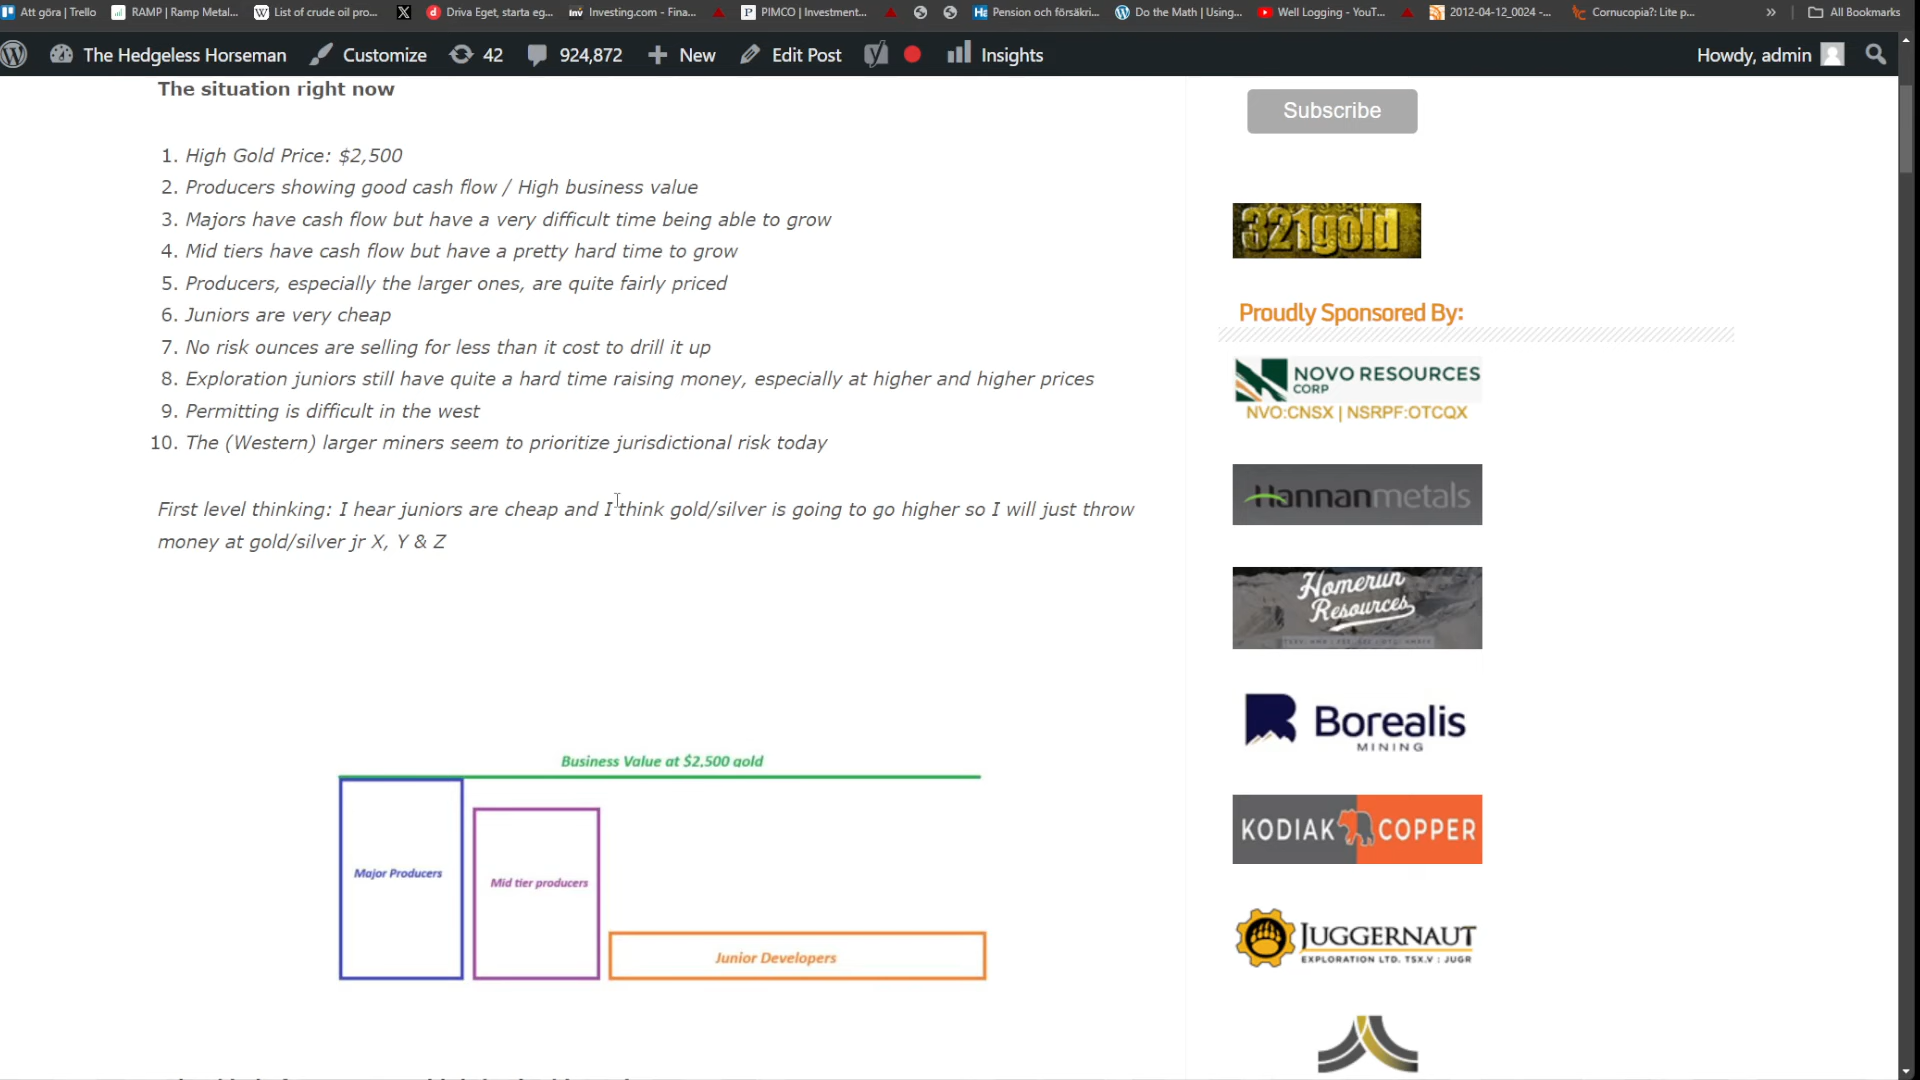 Att göra | Trello
RAMP | Ramp Metal...
List of crude oil pro...
Driva Eget, starta eg...
Investing.com - Fina...
PIMCO | Investment...
Pension och försäkri...
Do the Math | Using...
Well Logging - YouT...
2012-04-12_0024 -...
Cornucopia?: Lite p...
All Bookmarks
The Hedgeless Horseman
Customize
42
924,872
New
Edit Post
Insights
Howdy, admin
The situation right now
1. High Gold Price: $2,500
2. Producers showing good cash flow / High business value
3. Majors have cash flow but have a very difficult time being able to grow
4. Mid tiers have cash flow but have a pretty hard time to grow
5. Producers, especially the larger ones, are quite fairly priced
6. Juniors are very cheap
7. No risk ounces are selling for less than it cost to drill it up
8. Exploration juniors still have quite a hard time raising money, especially at higher and higher prices
9. Permitting is difficult in the west
10. The (Western) larger miners seem to prioritize jurisdictional risk today
First level thinking: I hear juniors are cheap and I think gold/silver is going to go higher so I will just throw
money at gold/silver jr X, Y & Z
Business Value at $2,500 gold
Major Producers
Mid tier producers
Junior Developers
Subscribe
321gold
Proudly Sponsored By:
NOVO RESOURCES
CORP
NVO:CNSX | NSRPF:OTCQX
Hannanmetals
Homerun
Resources
Borealis
MINING
KODIAK COPPER
JUGGERNAUT
EXPLORATION LTD. TSX.V : JUGR